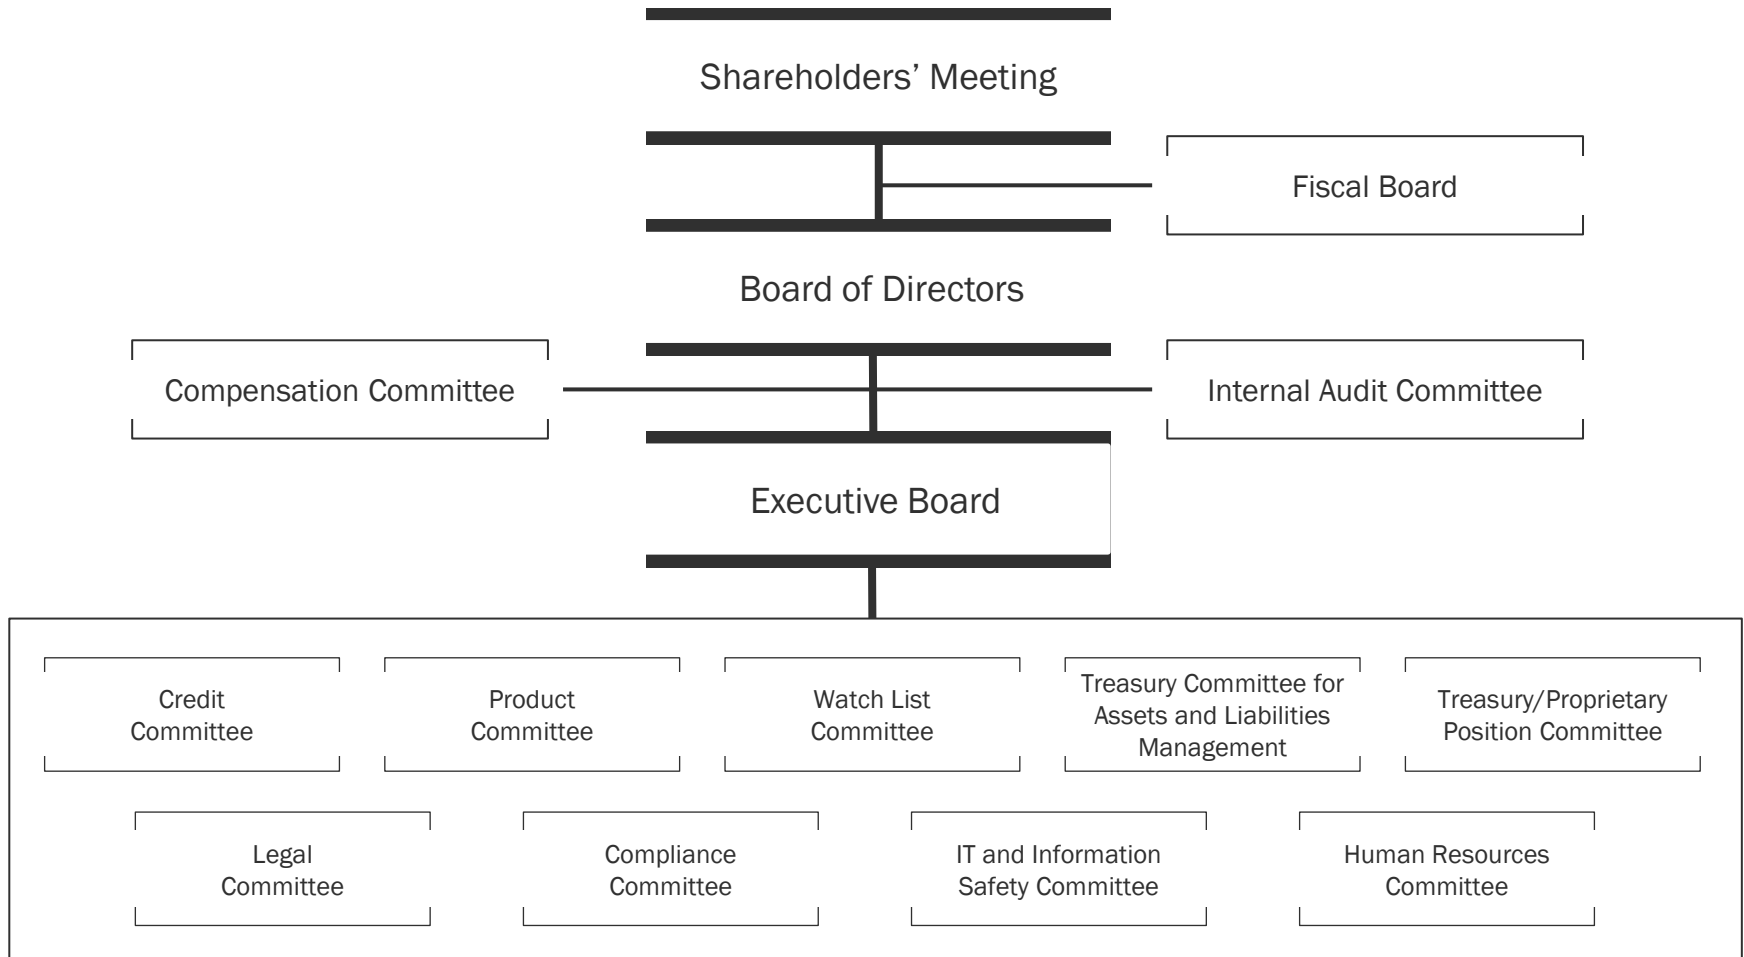 Shareholders’ Meeting
Fiscal Board
Board of Directors
Compensation Committee
Internal Audit Committee
Executive Board
Credit
Committee
Product
Committee
Watch List
Committee
Treasury Committee for
Assets and Liabilities
Management
Treasury/Proprietary
Position Committee
Legal
Committee
Compliance
Committee
IT and Information
Safety Committee
Human Resources
Committee